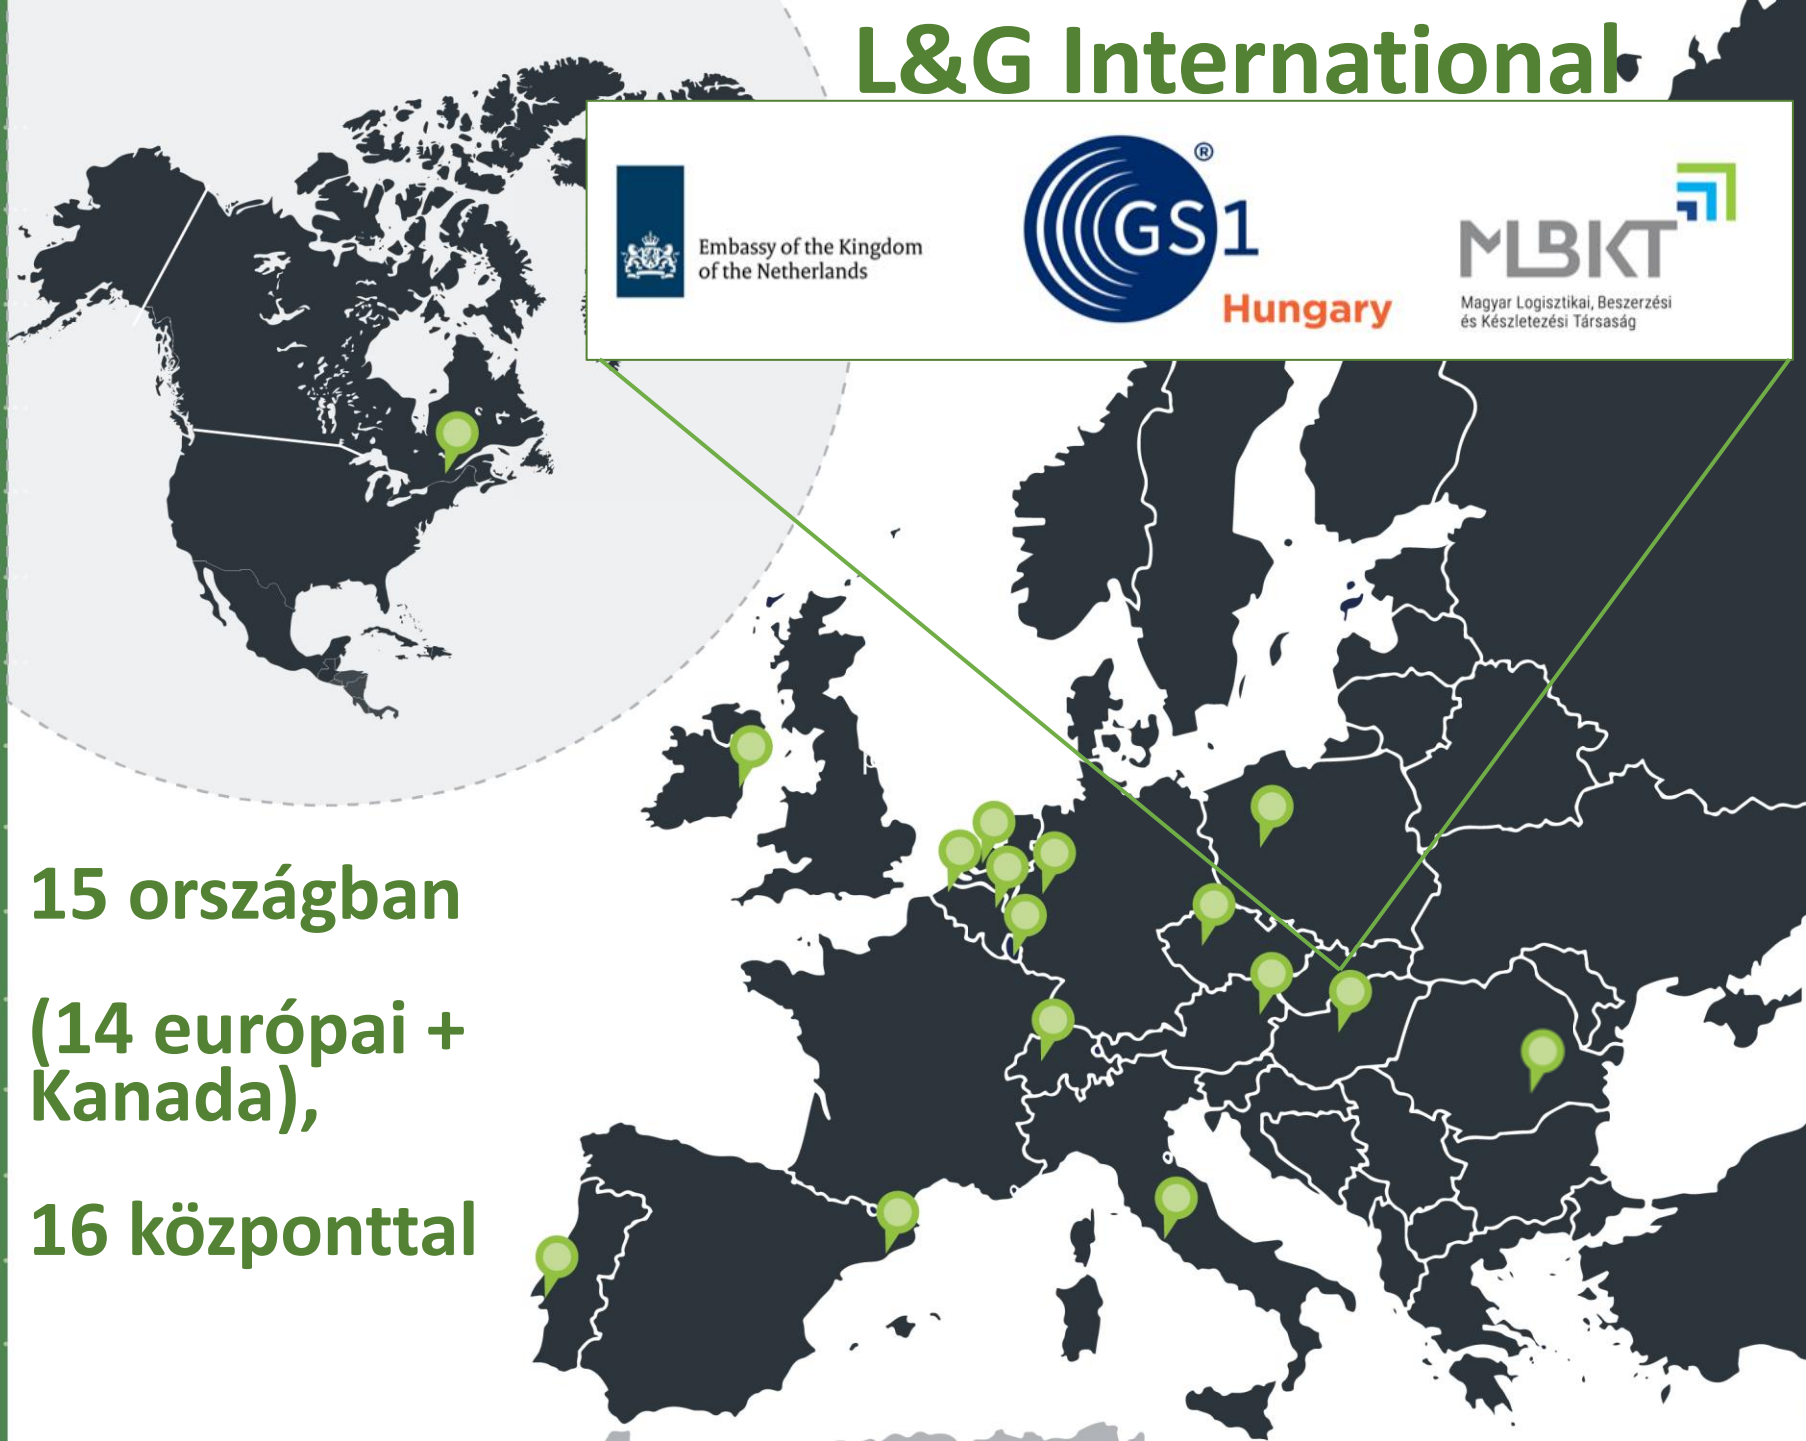 L&G International
Embassy of the Kingdom
of the Netherlands
GS1
®
Hungary
MLBKT
Magyar Logisztikai, Beszerzési
és Készletezési Társaság
15 országban
(14 európai +
Kanada),
16 központtal